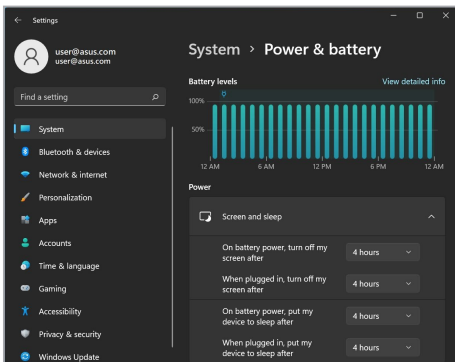 Settings
user@asus.com
user@asus.com
Find a setting
System
Bluetooth & devices
Network & internet
Personalization
Apps
Accounts
Time & language
Gaming
Accessibility
Privacy & security
Windows Update
System > Power & battery
Battery levels
View detailed info
100%
50%
12 AM
6 AM
12 PM
6 PM
12 AM
Power
Screen and sleep
On battery power, turn off my
screen after
4 hours
When plugged in, turn off my
screen after
4 hours
On battery power, put my
device to sleep after
4 hours
When plugged in, put my
device to sleep after
4 hours